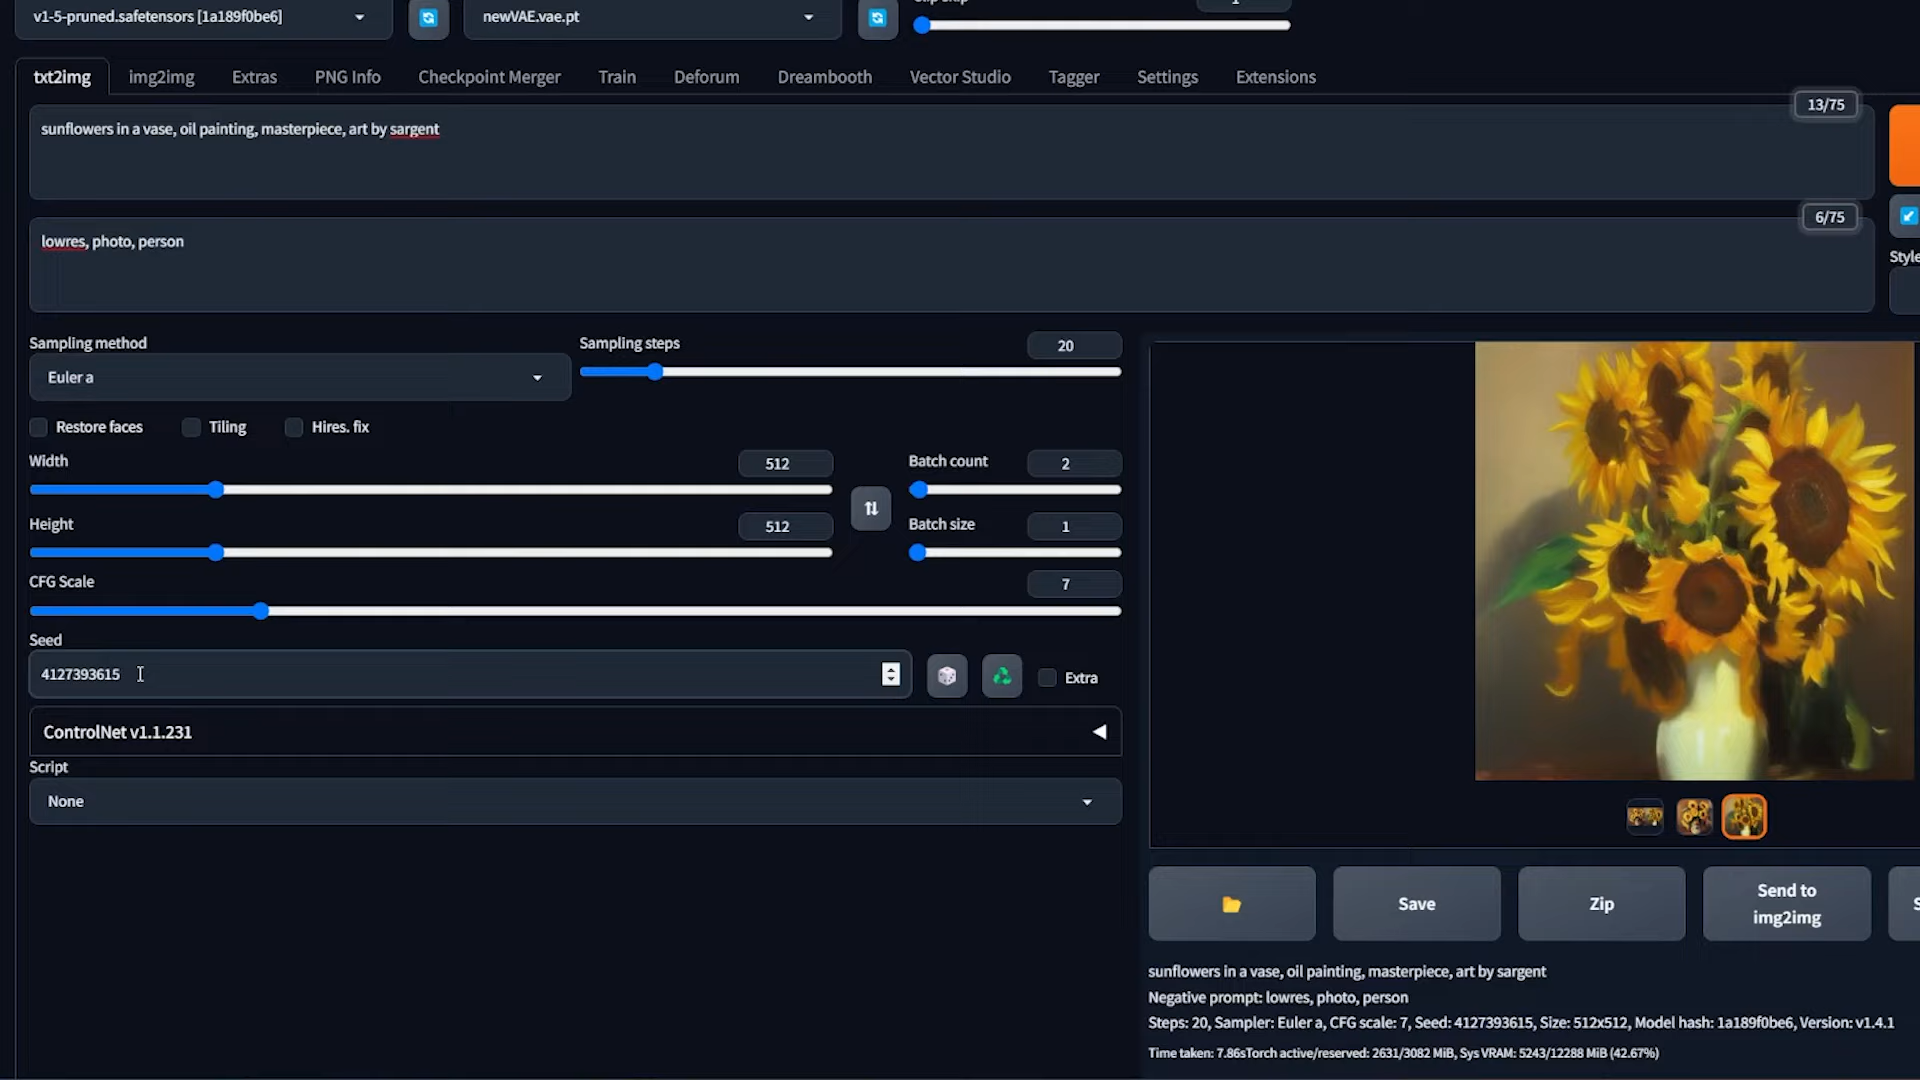 v1-5-pruned.safetensors [1a189f0be6]
newVAE.vae.pt
1
txt2img img2img Extras PNG Info Checkpoint Merger Train Deforum Dreambooth Vector Studio Tagger Settings Extensions
13/75
sunflowers in a vase, oil painting, masterpiece, art by sargent
6/75
lowres, photo, person
Style
Sampling method
Euler a
Sampling steps
20
Restore faces Tiling Hires. fix
Width
512
Batch count
2
Height
512
Batch size
1
CFG Scale
7
Seed
4127393615
Extra
ControlNet v1.1.231
Script
None
Save
Zip
Send to
img2img
S
sunflowers in a vase, oil painting, masterpiece, art by sargent
Negative prompt: lowres, photo, person
Steps: 20, Sampler: Euler a, CFG scale: 7, Seed: 4127393615, Size: 512x512, Model hash: 1a189f0be6, Version: v1.4.1
Time taken: 7.86sTorch active/reserved: 2631/3082 MiB, Sys VRAM: 5243/12288 MiB (42.67%)